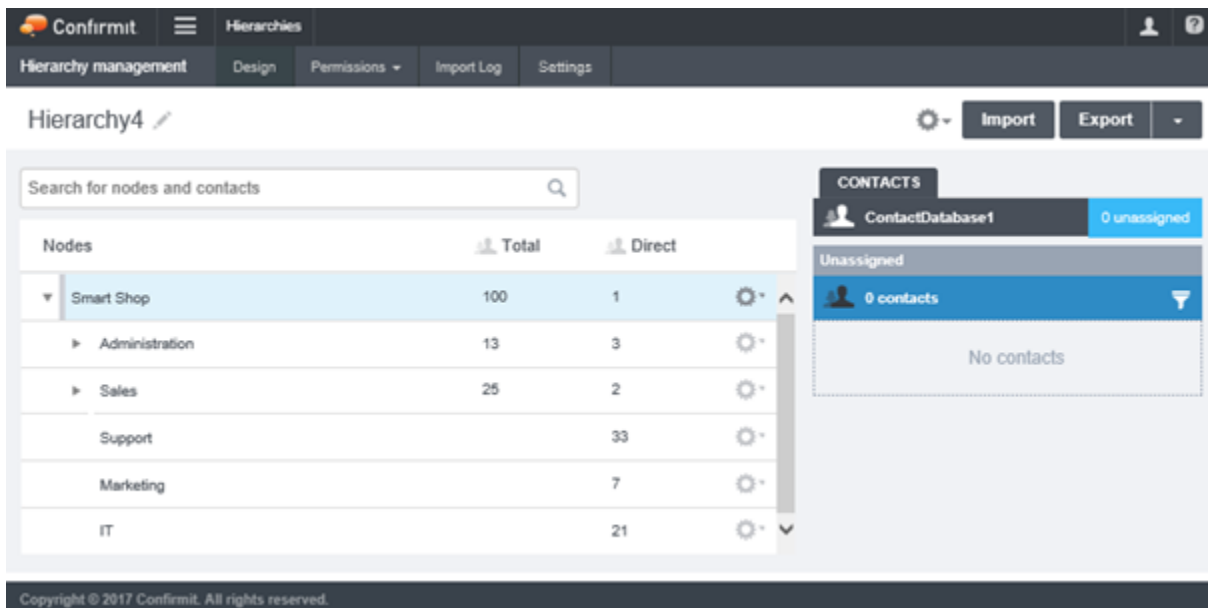 Confirmit Hierarchies
Hierarchy management Design Permissions Import Log Settings
Hierarchy4 Import Export
Search for nodes and contacts
CONTACTS
ContactDatabase1 0 unassigned
Nodes Total Direct
Unassigned
Smart Shop 100 1
0 contacts
Administration 13 3
No contacts
Sales 25 2
Support 33
Marketing 7
IT 21
Copyright © 2017 Confirmit. All rights reserved.